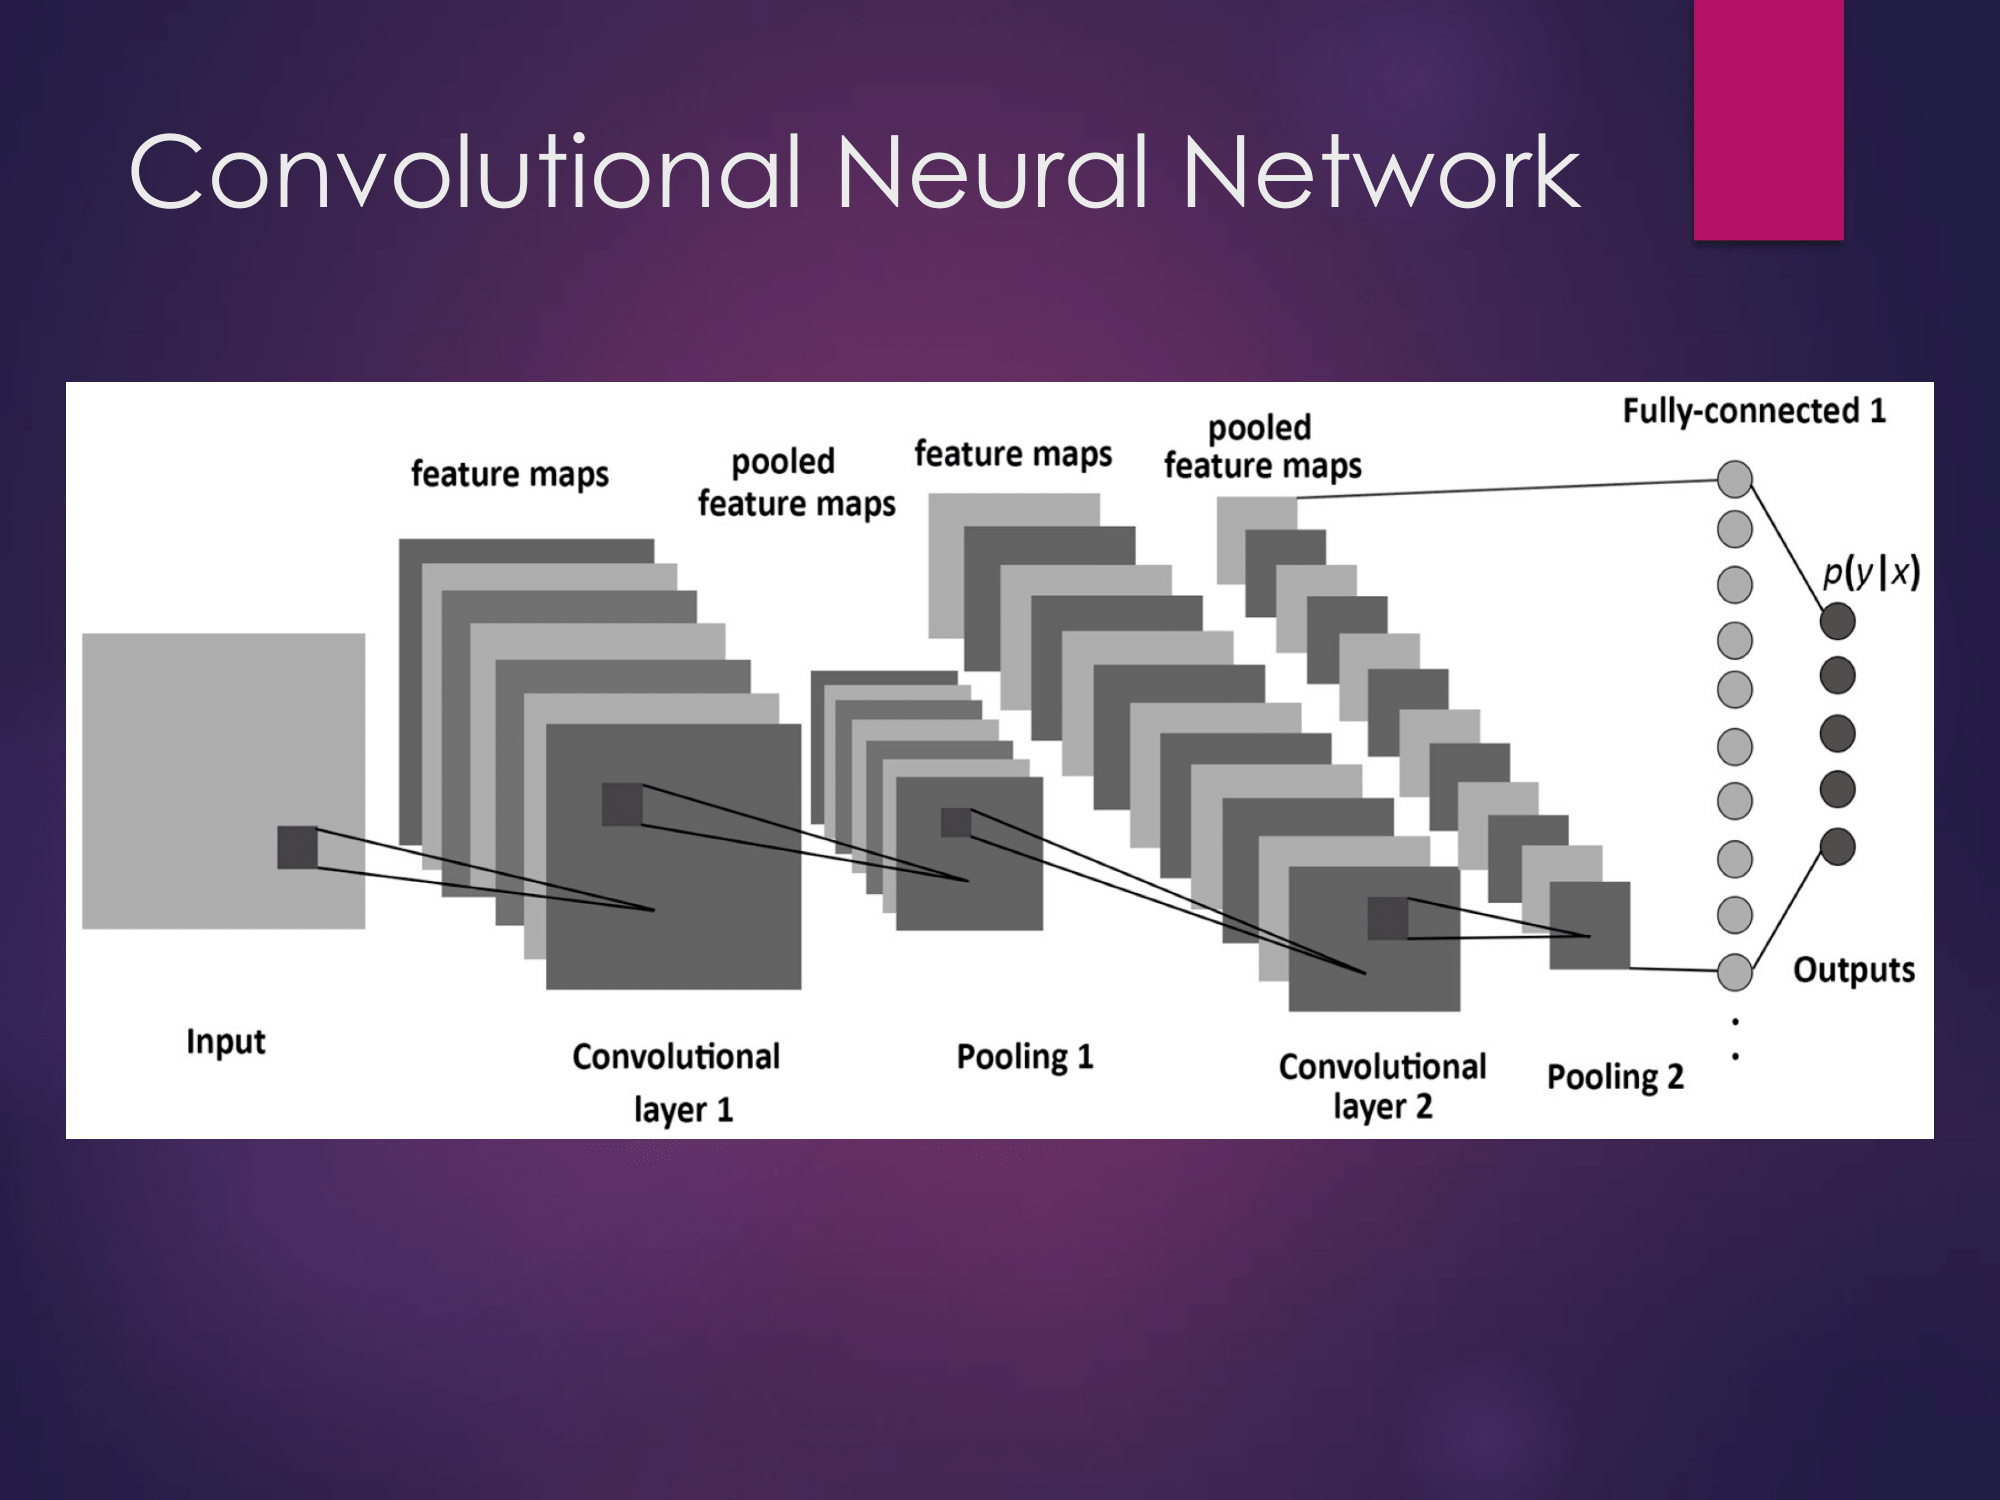 Convolutional Neural Network
feature maps
pooled
feature maps
feature maps
pooled
feature maps
Fully-connected 1
p(y|x)
Outputs
Input
Convolutional
layer 1
Pooling 1
Convolutional
layer 2
Pooling 2